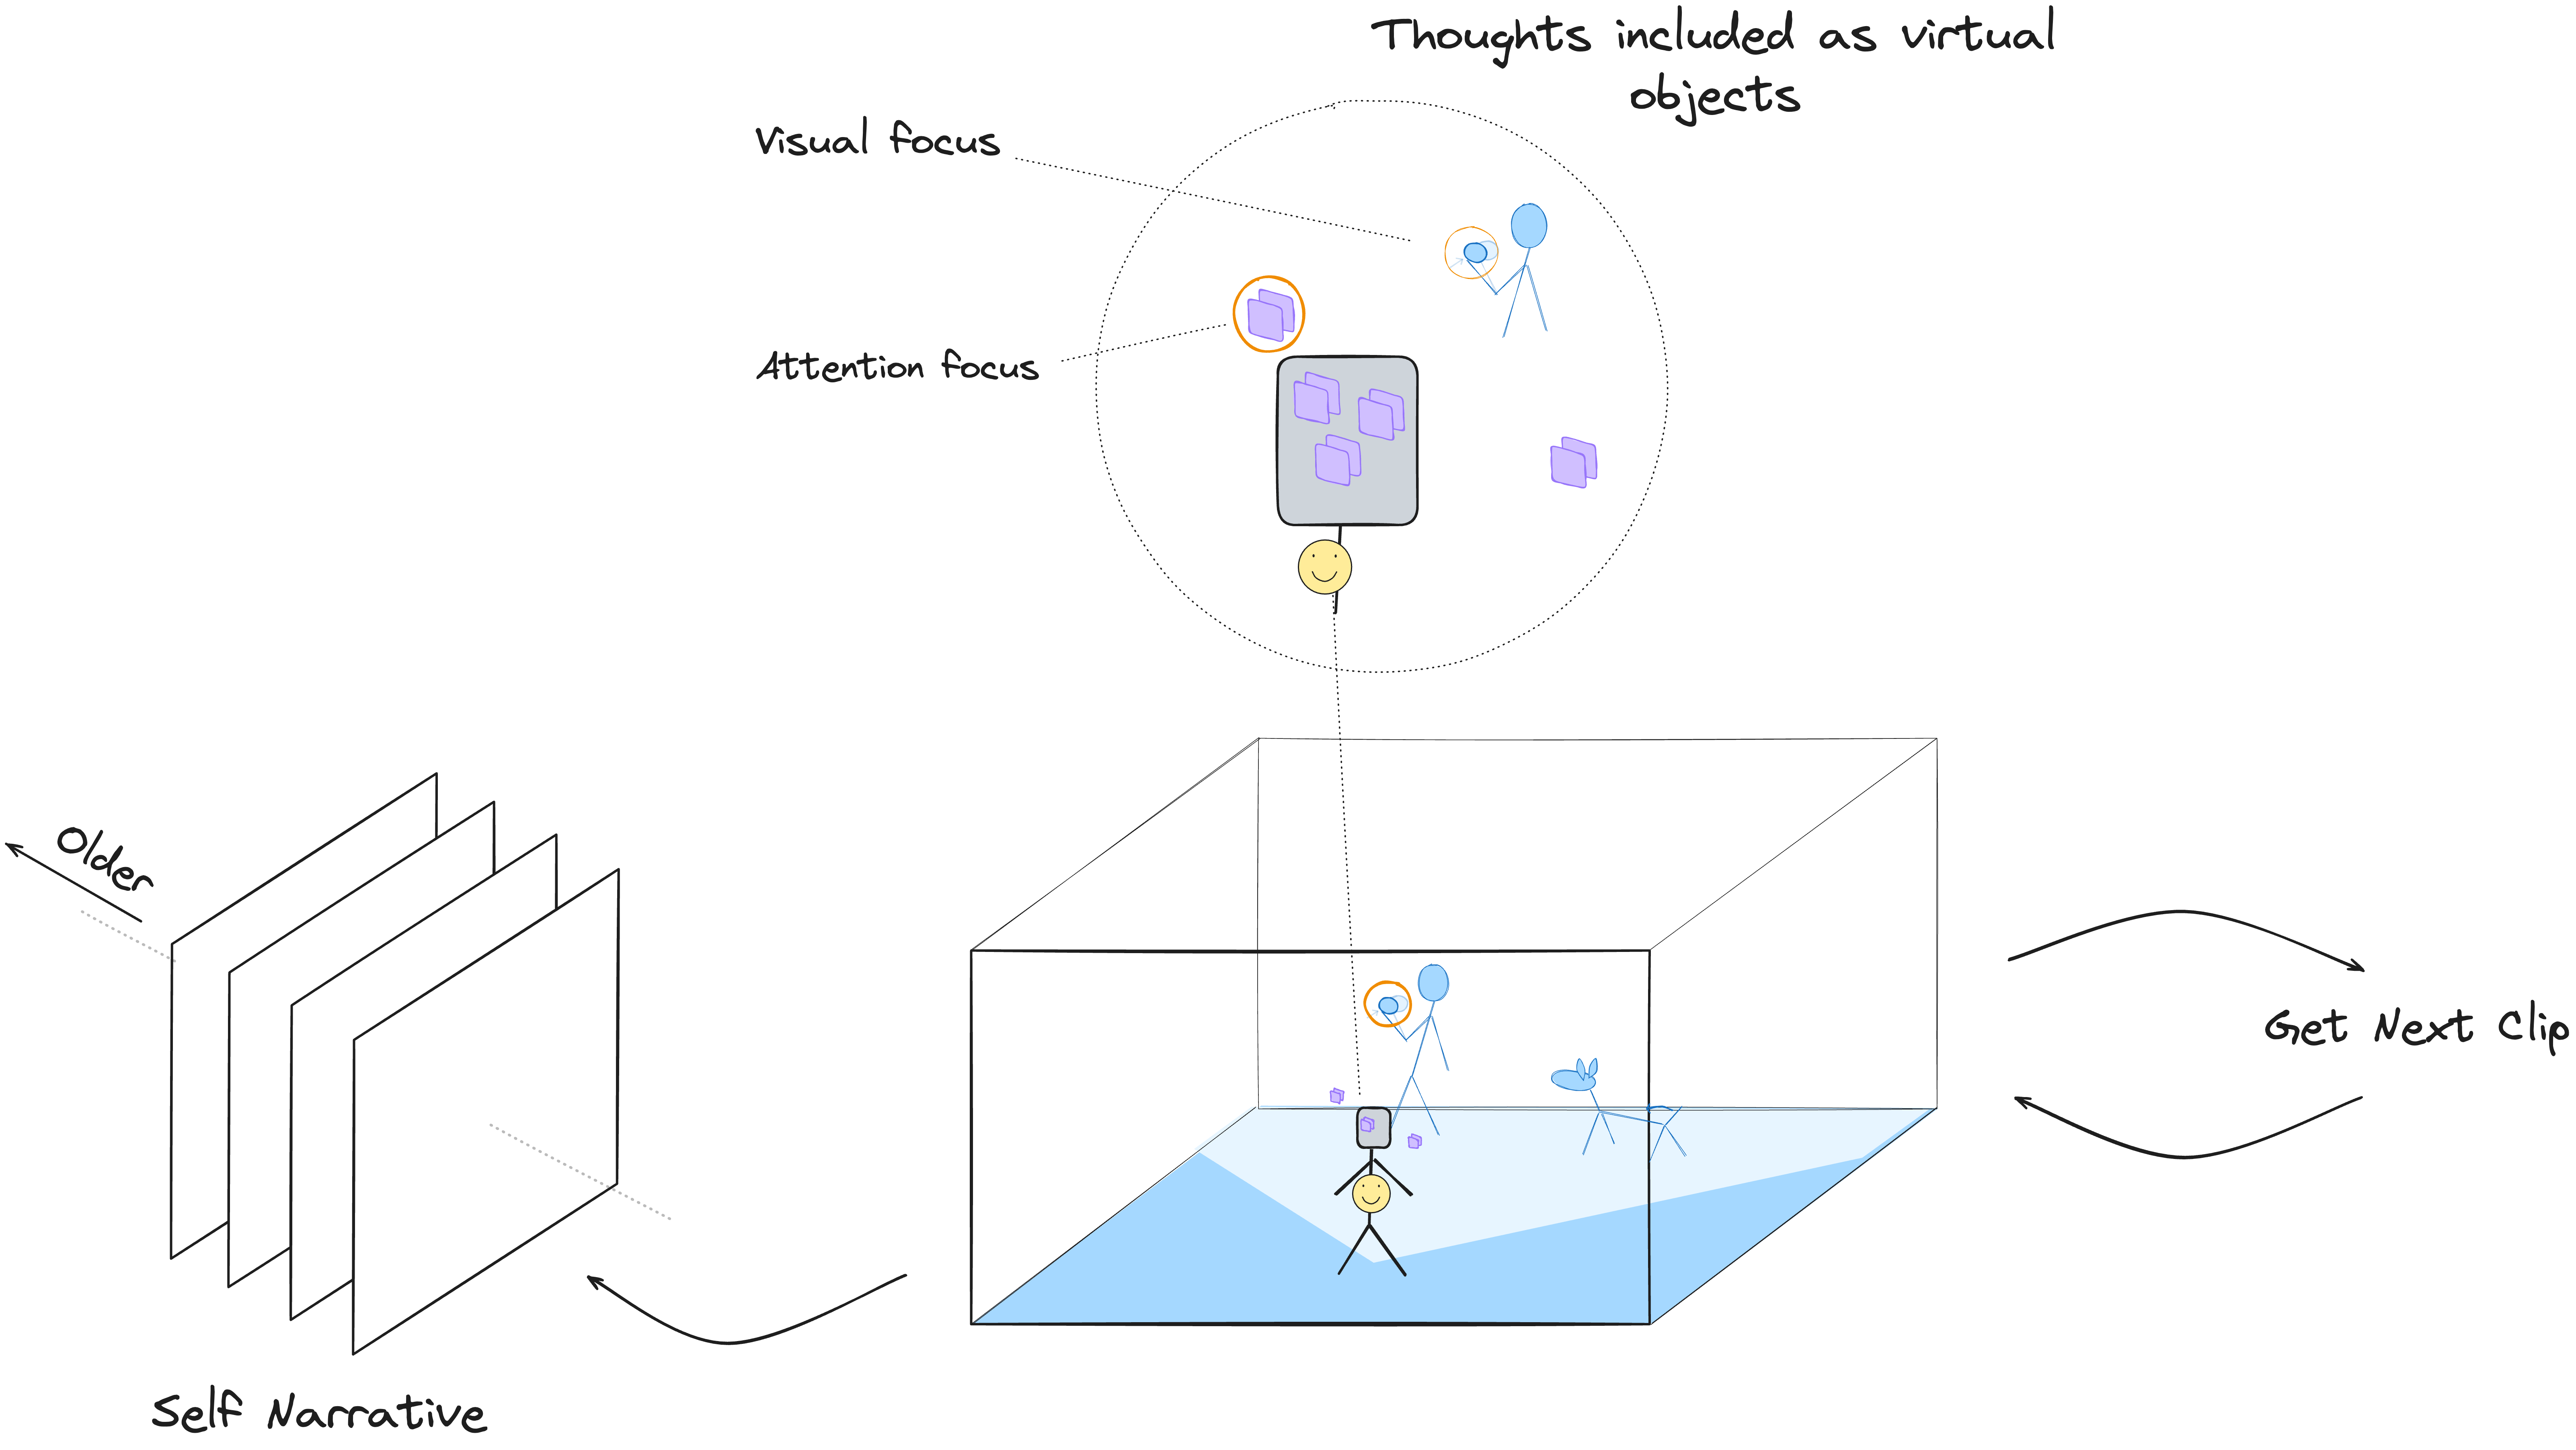 Thoughts included as virtual
objects
Visual focus
Attention focus
Older
Get Next Clip
Self Narrative